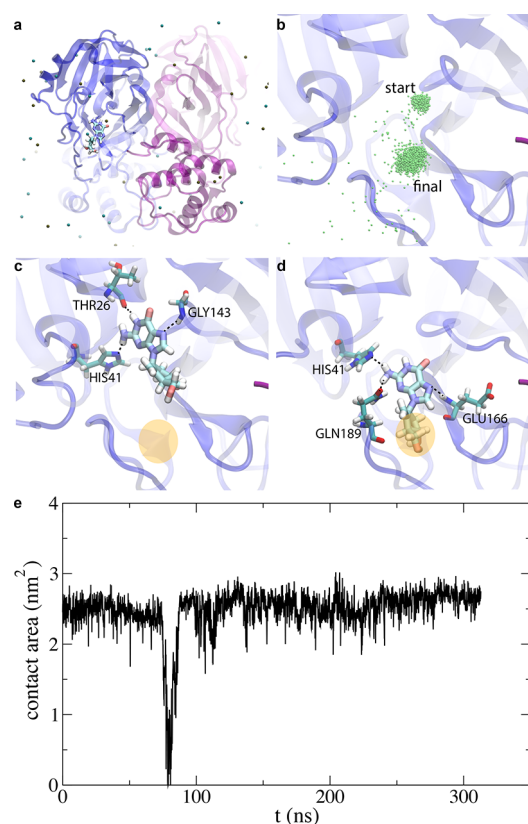 a
b
start
final
c
THR26
GLY143
HIS41
d
HIS41
GLN189
GLU166
e
contact area (nm²)
4
3
2
1
0
0
100
200
300
t (ns)